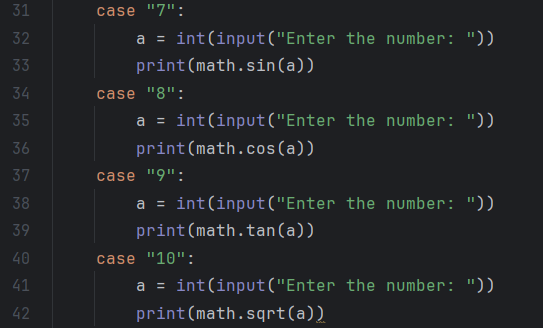 31 case "7":
32 a = int(input("Enter the number: "))
33 print(math.sin(a))
34 case "8":
35 a = int(input("Enter the number: "))
36 print(math.cos(a))
37 case "9":
38 a = int(input("Enter the number: "))
39 print(math.tan(a))
40 case "10":
41 a = int(input("Enter the number: "))
42 print(math.sqrt(a))